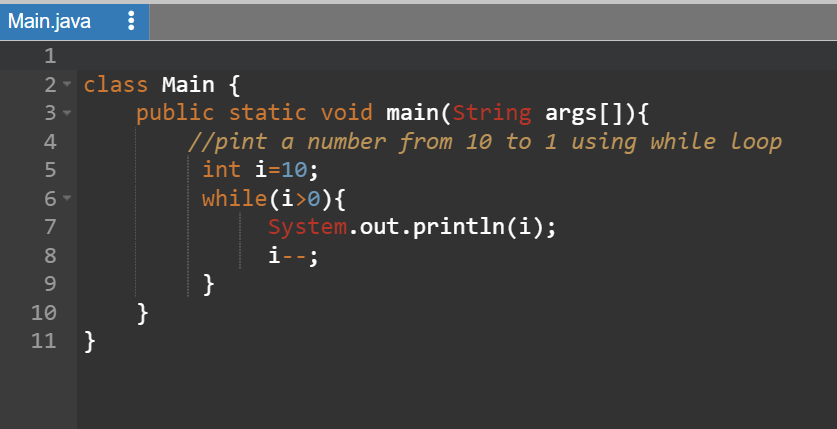 Main.java
1
2 class Main {
3 public static void main(String args[]){
4 //pint a number from 10 to 1 using while loop
5 int i=10;
6 while(i>0){
7 System.out.println(i);
8 i--;
9 }
10 }
11 }